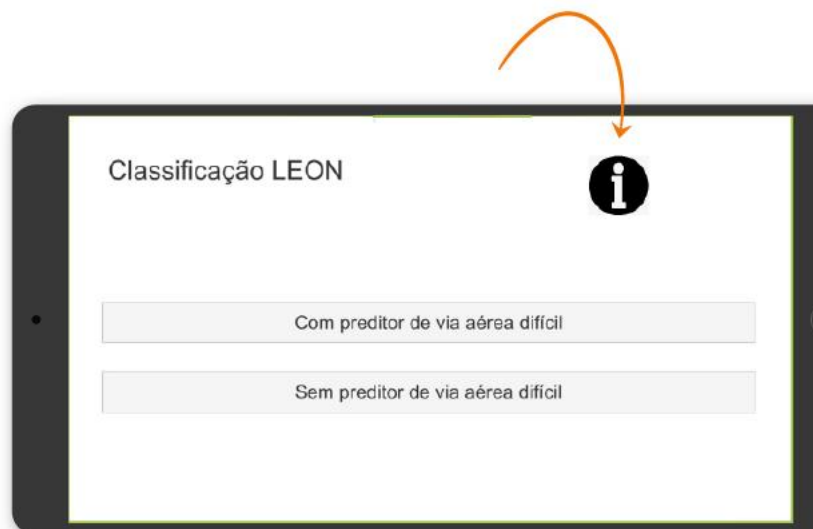 Classificação LEON
i
Com preditor de via aérea difícil
Sem preditor de via aérea difícil